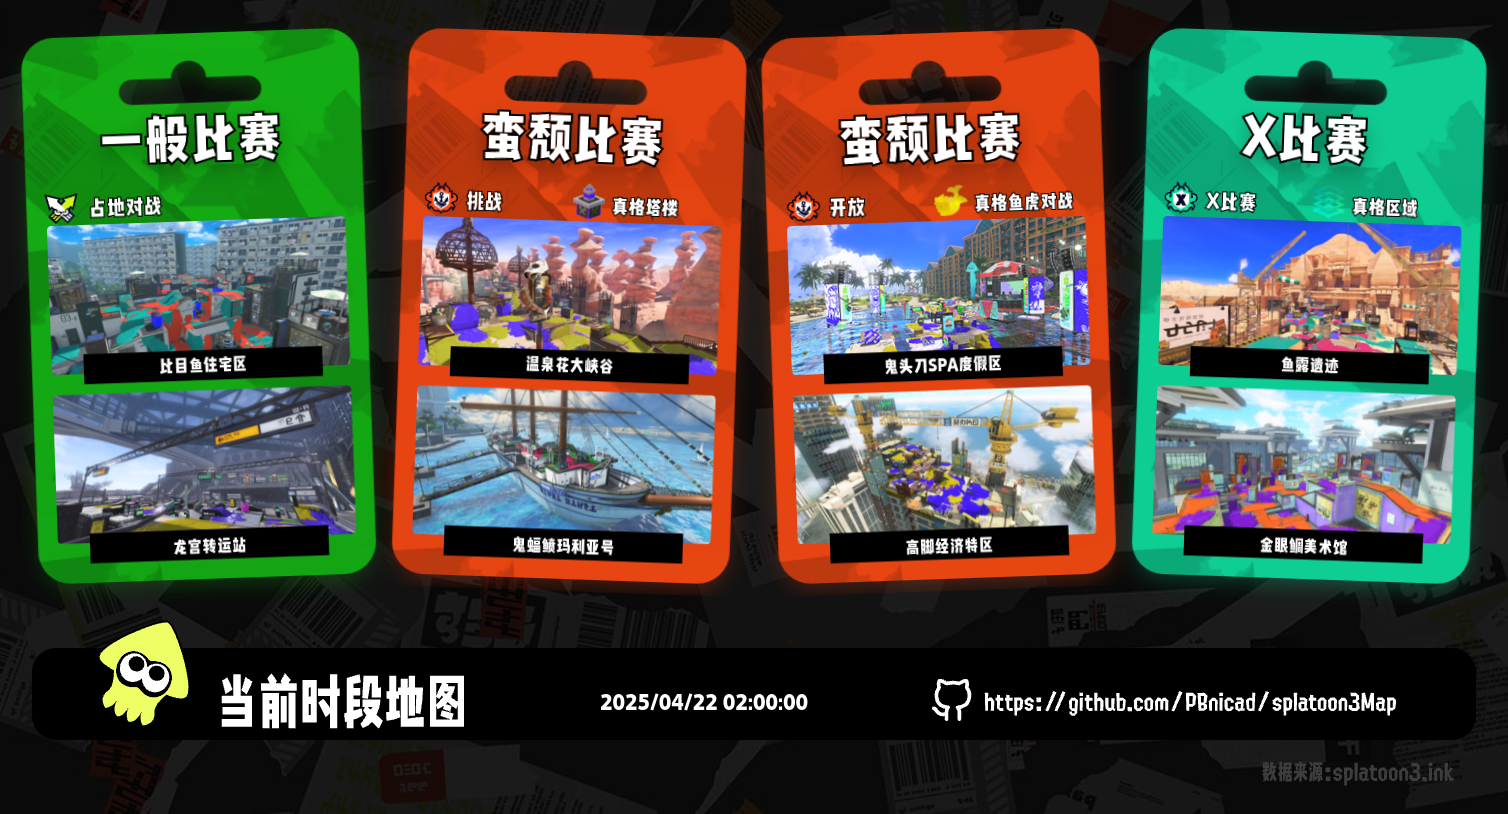 一般比赛
占地对战
比目鱼住宅区
龙宫转运站
蛮颓比赛
挑战
真格塔楼
温泉花大峡谷
鬼蝠鲼玛利亚号
蛮颓比赛
开放
真格鱼虎对战
鬼头刀SPA度假区
高脚经济特区
X比赛
X比赛
真格区域
鱼露遗迹
金眼鲷美术馆
当前时段地图
2025/04/22 02:00:00
https://github.com/PBnicad/splatoon3Map
数据来源:splatoon3.ink